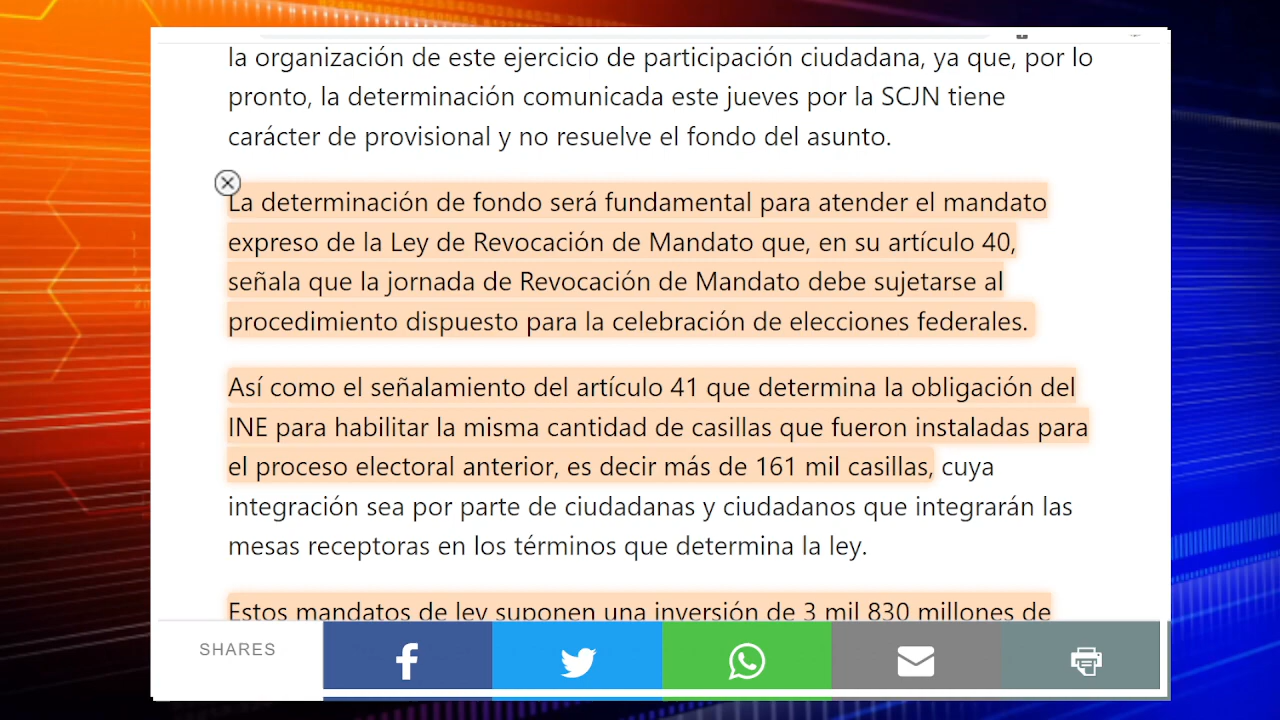 la organización de este ejercicio de participación ciudadana, ya que, por lo
pronto, la determinación comunicada este jueves por la SCJN tiene
carácter de provisional y no resuelve el fondo del asunto.
La determinación de fondo será fundamental para atender el mandato
expreso de la Ley de Revocación de Mandato que, en su artículo 40,
señala que la jornada de Revocación de Mandato debe sujetarse al
procedimiento dispuesto para la celebración de elecciones federales.
Así como el señalamiento del artículo 41 que determina la obligación del
INE para habilitar la misma cantidad de casillas que fueron instaladas para
el proceso electoral anterior, es decir más de 161 mil casillas, cuya
integración sea por parte de ciudadanas y ciudadanos que integrarán las
mesas receptoras en los términos que determina la ley.
Estos mandatos de ley suponen una inversión de 3 mil 830 millones de
SHARES